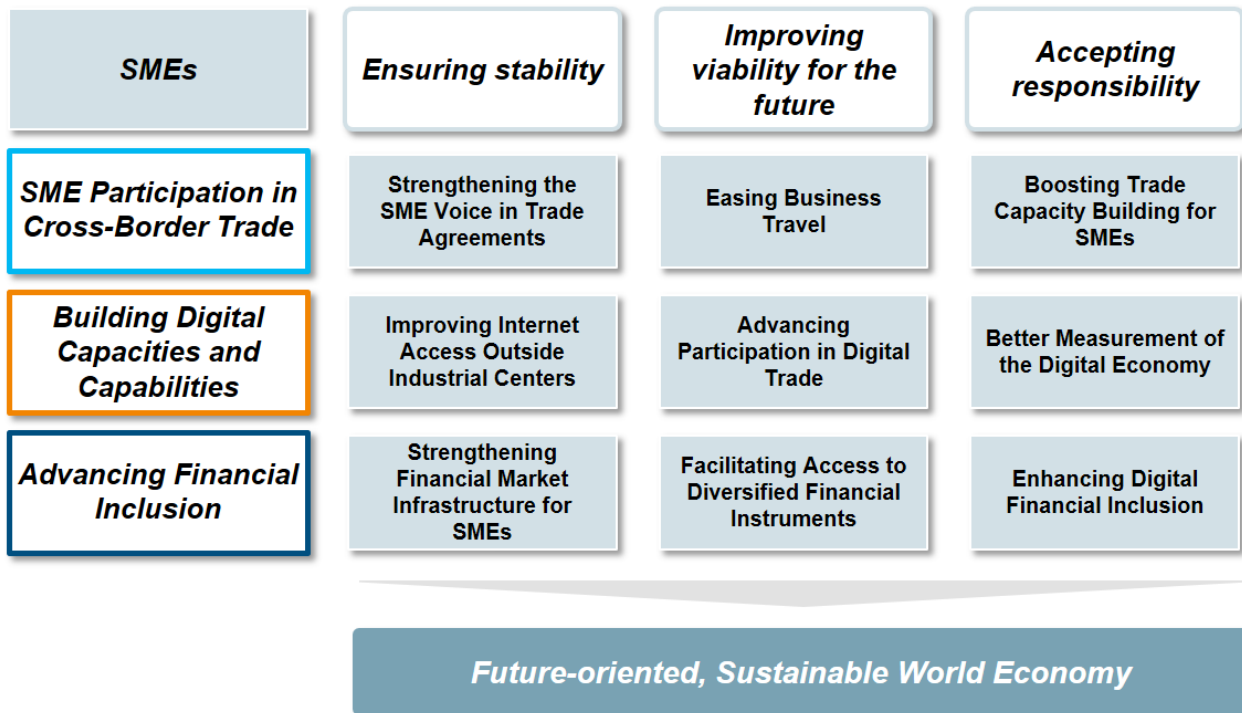 SMEs
Ensuring stability
Improving
viability for the
future
Accepting
responsibility
SME Participation in
Cross-Border Trade
Strengthening the
SME Voice in Trade
Agreements
Easing Business
Travel
Boosting Trade
Capacity Building for
SMEs
Building Digital
Capacities and
Capabilities
Improving Internet
Access Outside
Industrial Centers
Advancing
Participation in Digital
Trade
Better Measurement of
the Digital Economy
Advancing Financial
Inclusion
Strengthening
Financial Market
Infrastructure for
SMEs
Facilitating Access to
Diversified Financial
Instruments
Enhancing Digital
Financial Inclusion
Future-oriented, Sustainable World Economy